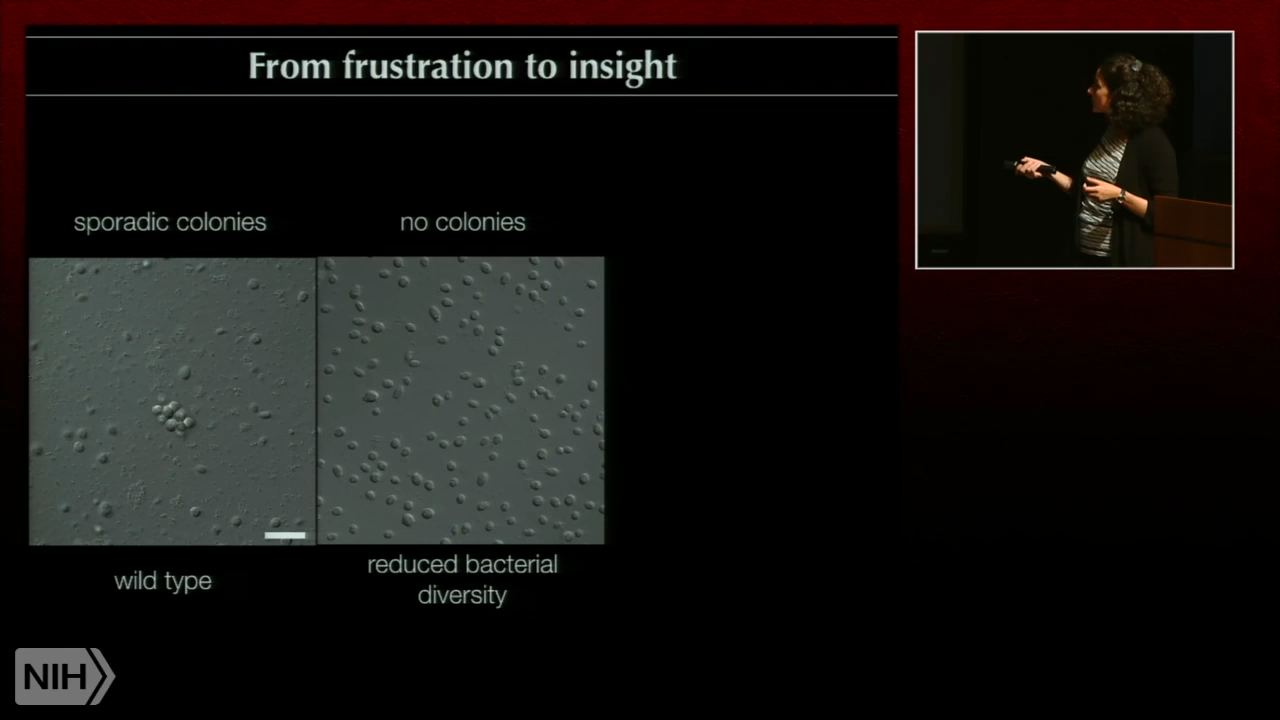 From frustration to insight
sporadic colonies
no colonies
wild type
reduced bacterial
diversity
NIH